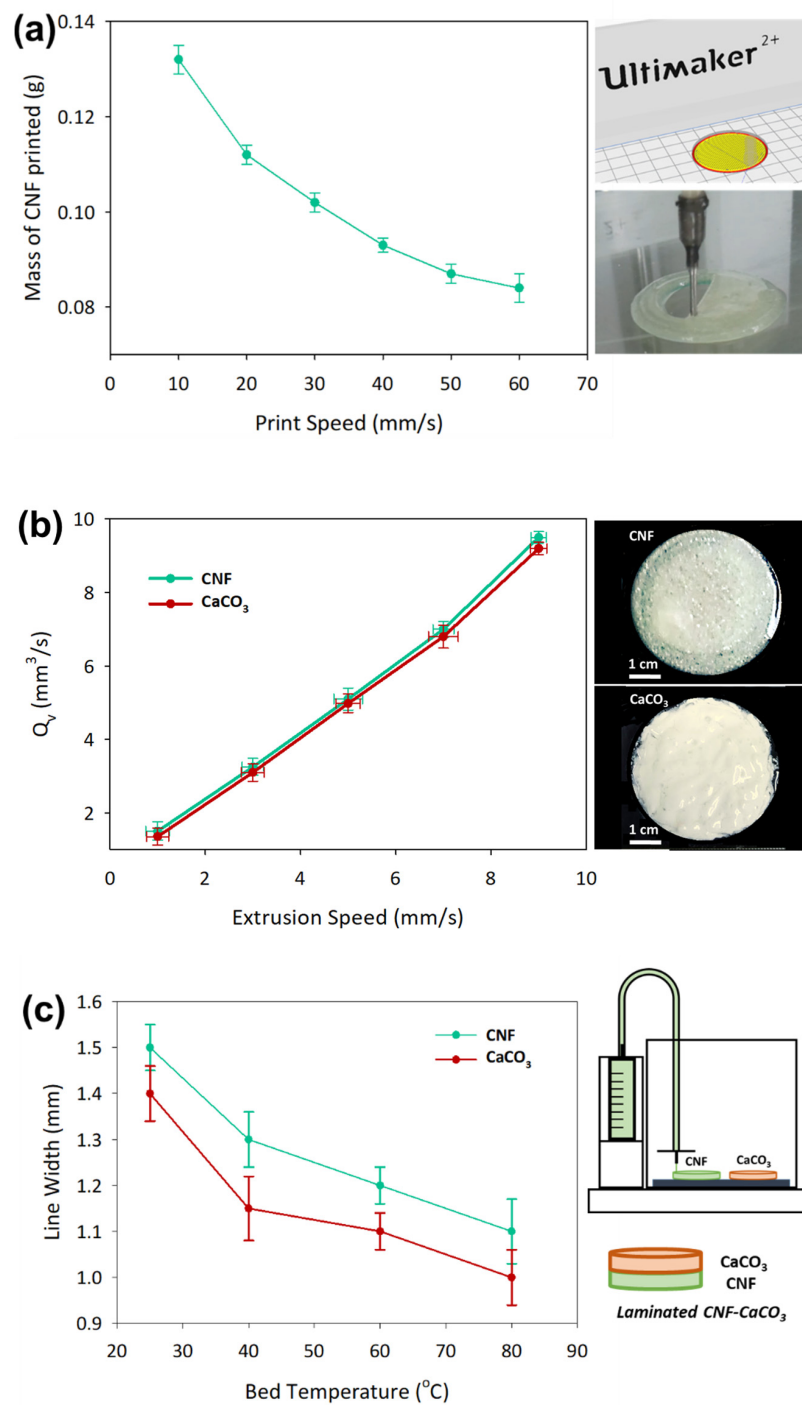 (a)
0.14
0.12
0.10
0.08
Mass of CNF printed (g)
0 10 20 30 40 50 60 70
Print Speed (mm/s)
Ultimaker 2+
(b)
10
8
6
4
2
Qv (mm³/s)
CNF
CaCO₃
0 2 4 6 8 10
Extrusion Speed (mm/s)
CNF
1 cm
CaCO₃
1 cm
(c)
1.6
1.5
1.4
1.3
1.2
1.1
1.0
0.9
Line Width (mm)
CNF
CaCO₃
20 30 40 50 60 70 80 90
Bed Temperature (°C)
CNF CaCO₃
CaCO₃
CNF
Laminated CNF-CaCO₃